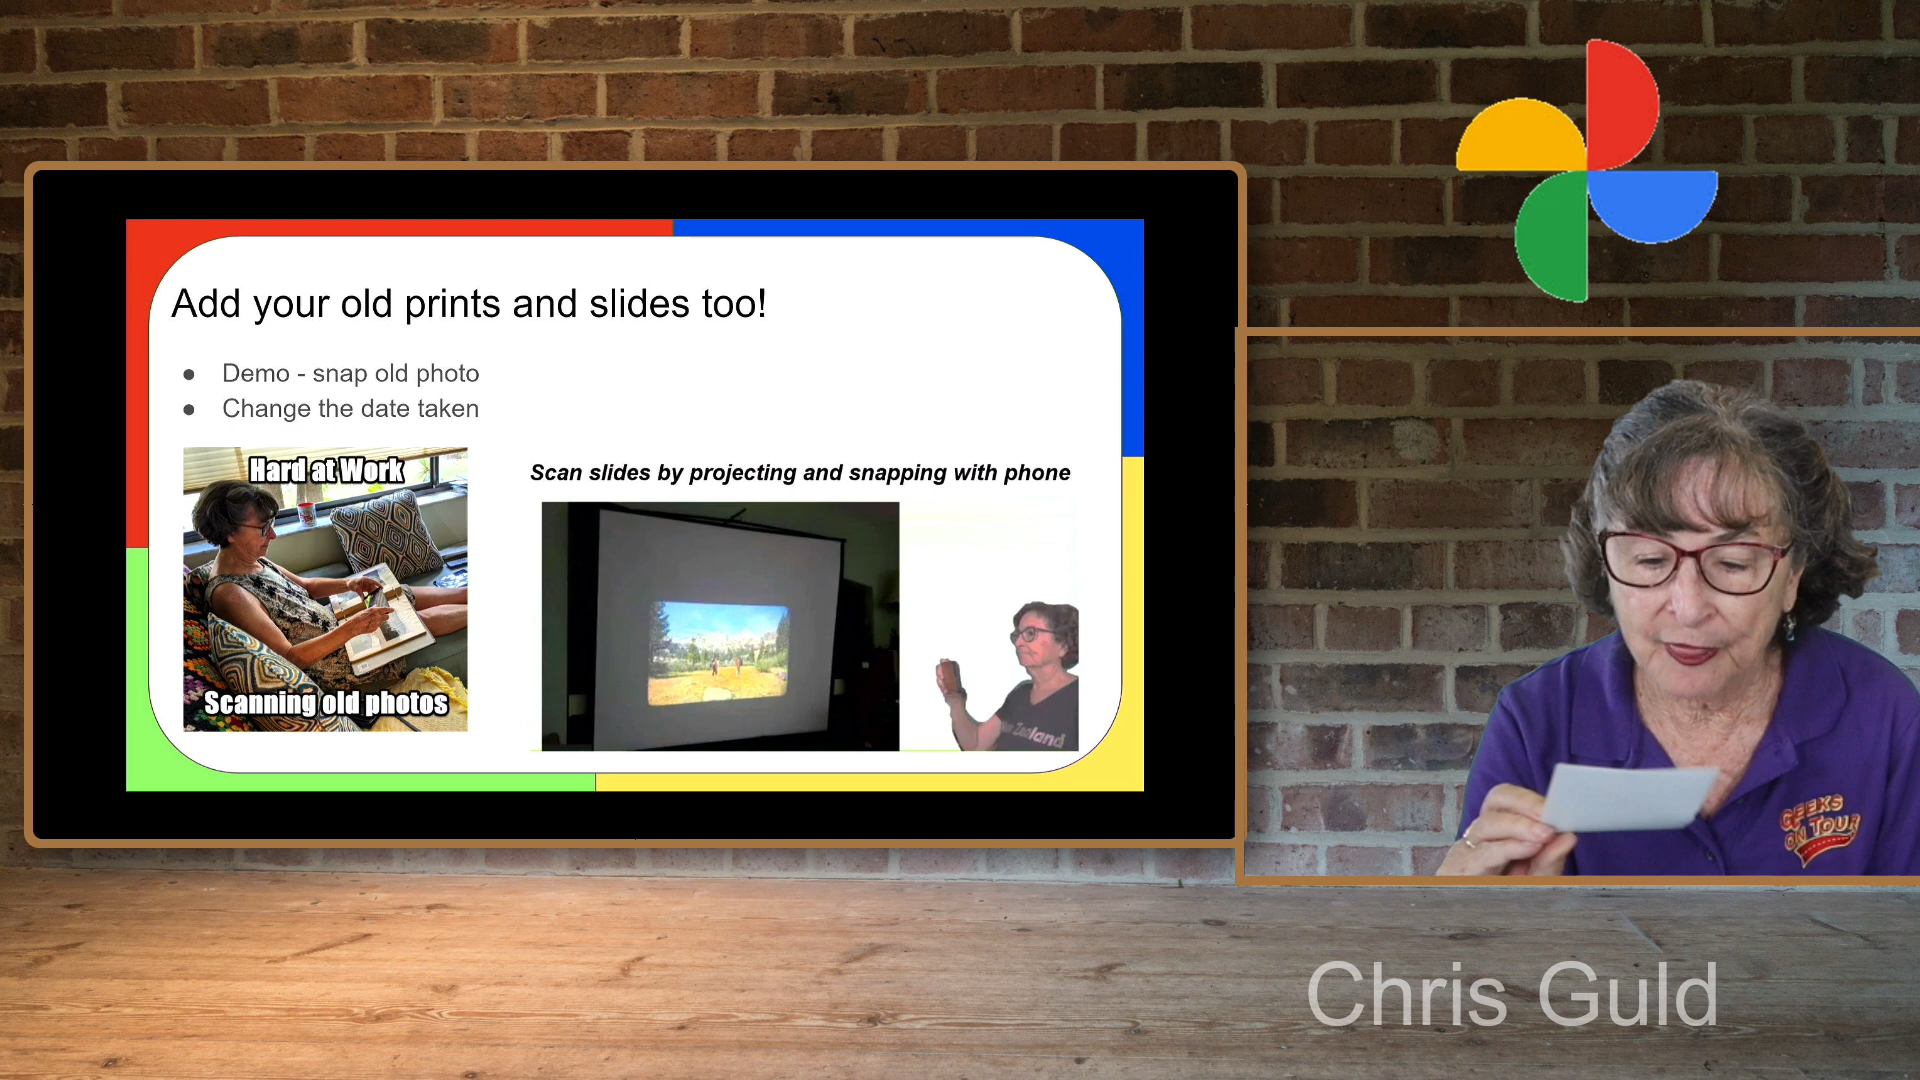 Add your old prints and slides too!
Demo - snap old photo
Change the date taken
Hard at Work
Scanning old photos
Scan slides by projecting and snapping with phone
Zealand
GEEKS
ON TOUR
Chris Guld